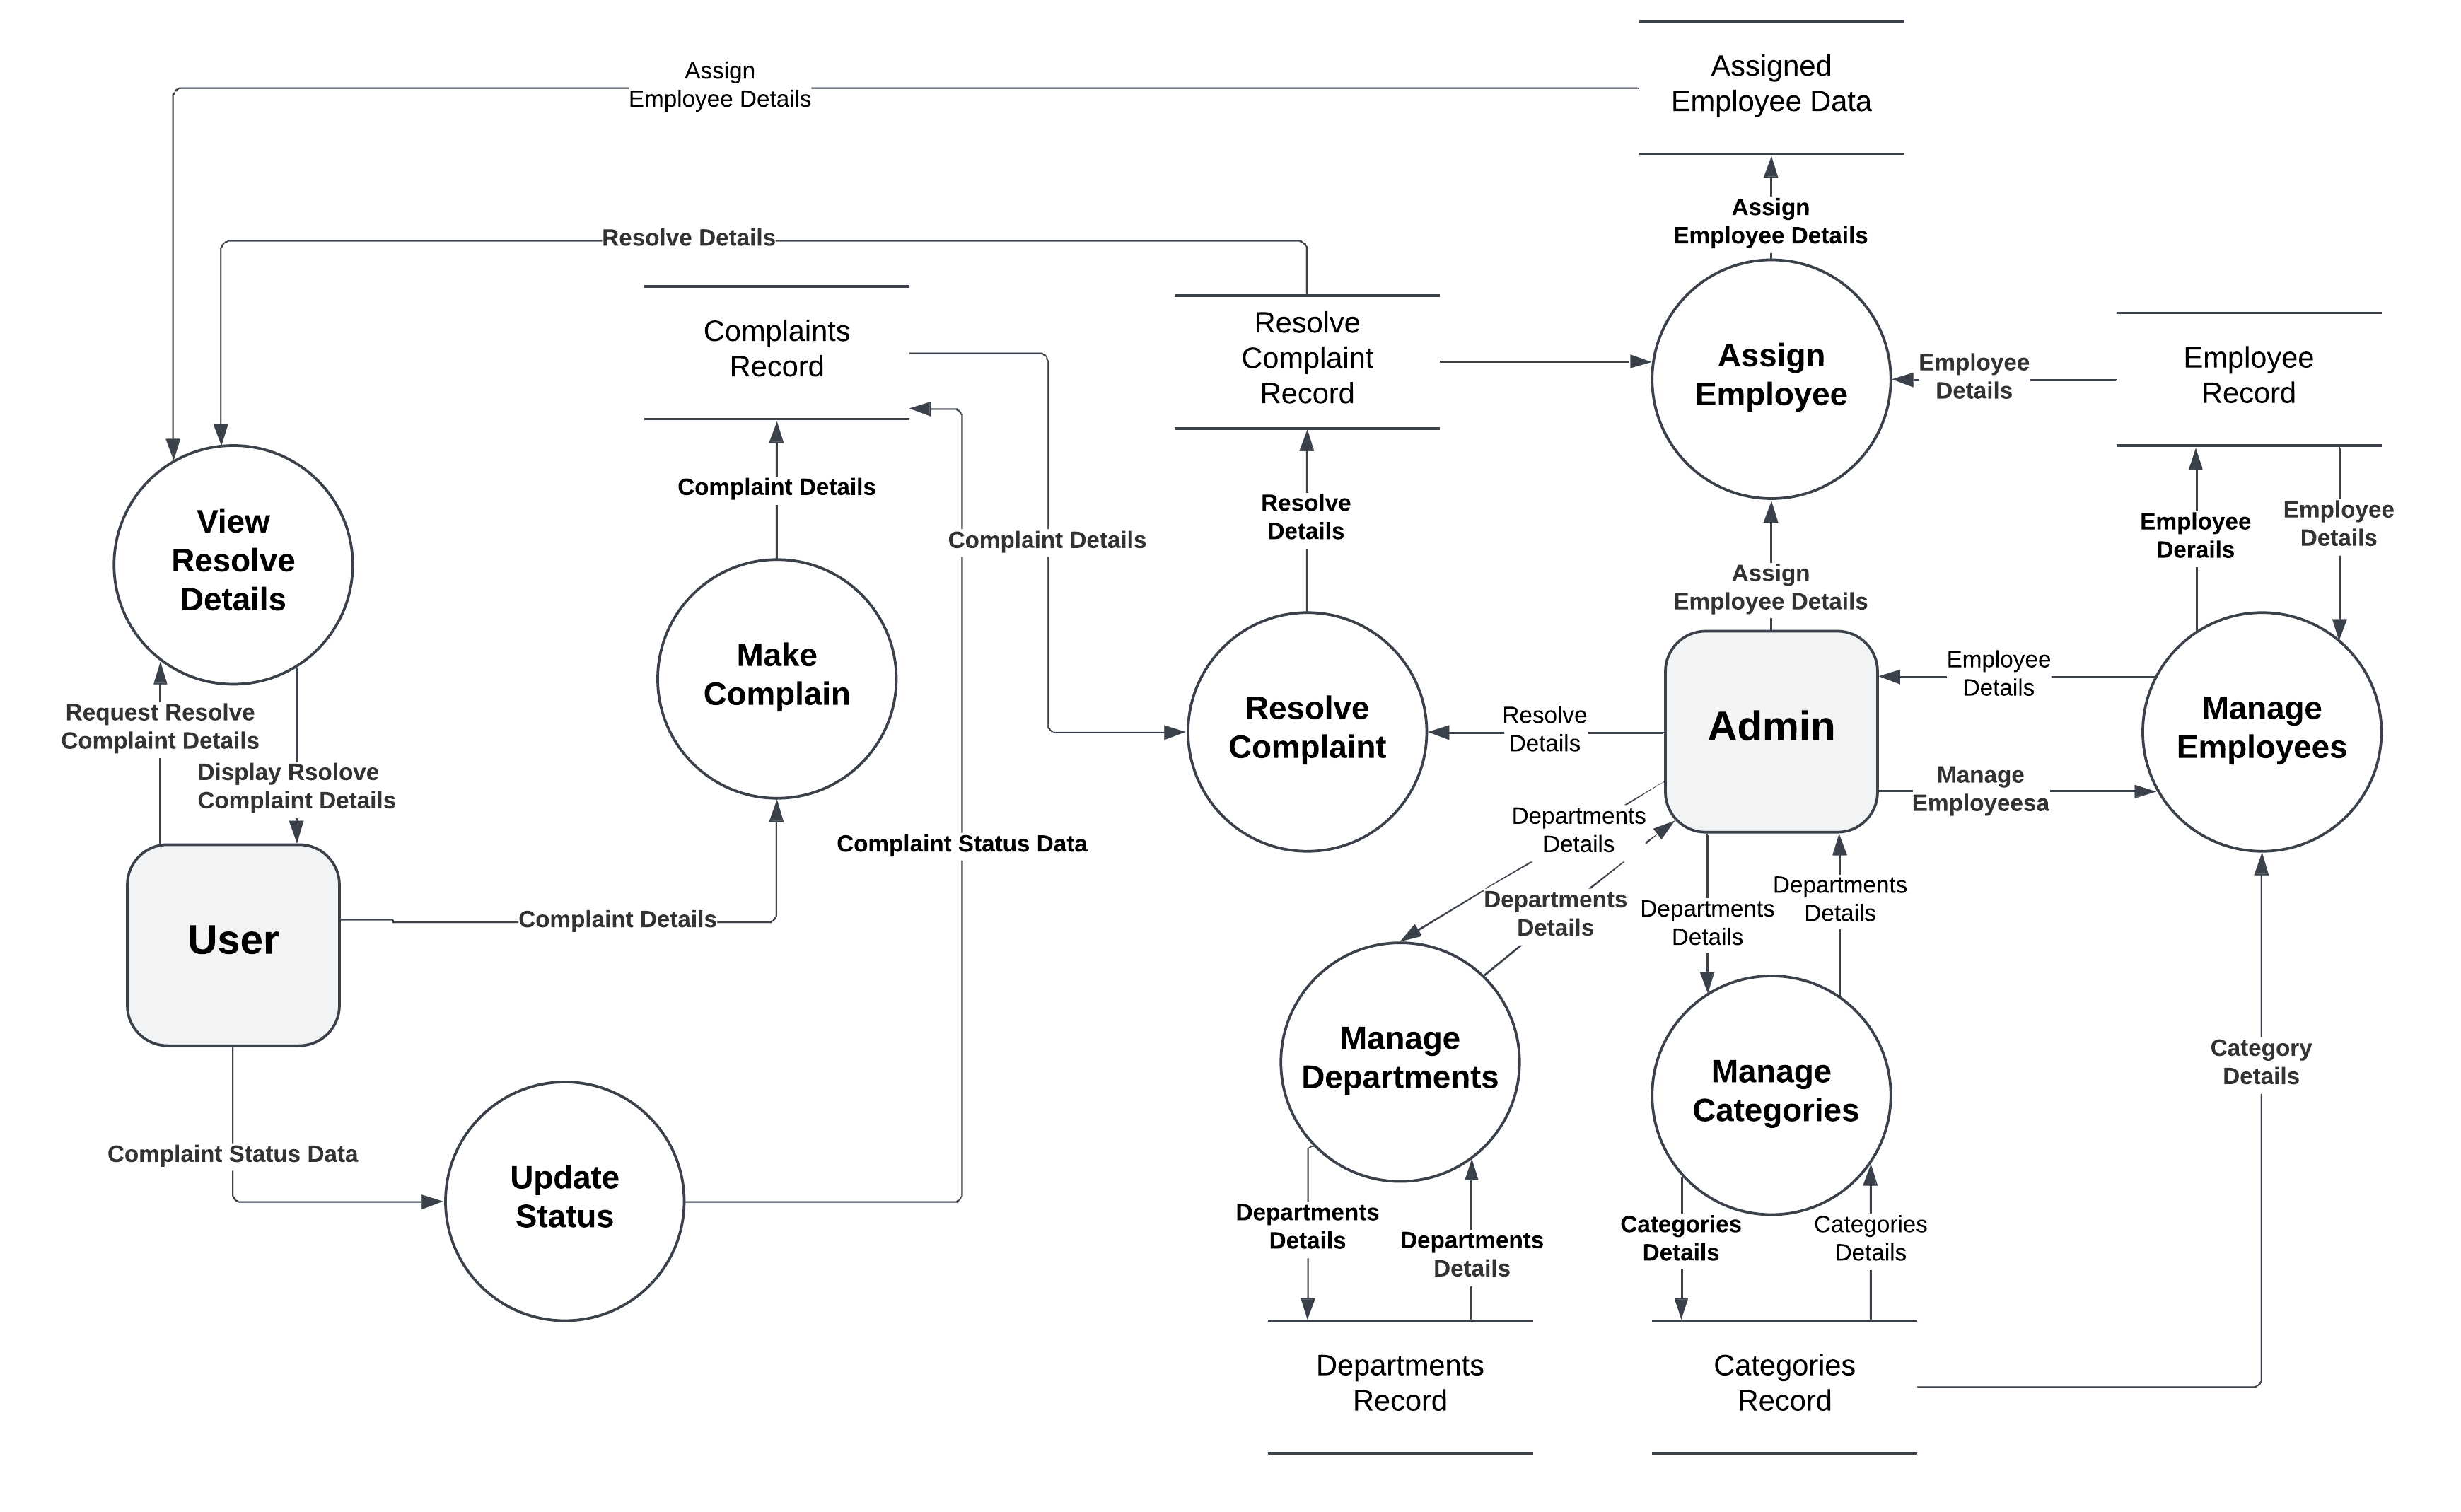 Assigned
Employee Data
Assign
Employee Details
Assign
Employee Details
Resolve Details
Complaints
Record
Resolve
Complaint
Record
Assign
Employee
Employee
Details
Employee
Record
View
Resolve
Details
Complaint Details
Complaint Details
Resolve
Details
Employee
Derails
Employee
Details
Assign
Employee Details
Make
Complain
Resolve
Complaint
Resolve
Details
Admin
Employee
Details
Manage
Employeesa
Manage
Employees
Request Resolve
Complaint Details
Display Rsolove
Complaint Details
User
Complaint Details
Complaint Status Data
Departments
Details
Departments
Details
Departments
Details
Departments
Details
Manage
Departments
Manage
Categories
Category
Details
Complaint Status Data
Update
Status
Departments
Details
Departments
Details
Categories
Details
Categories
Details
Departments
Record
Categories
Record